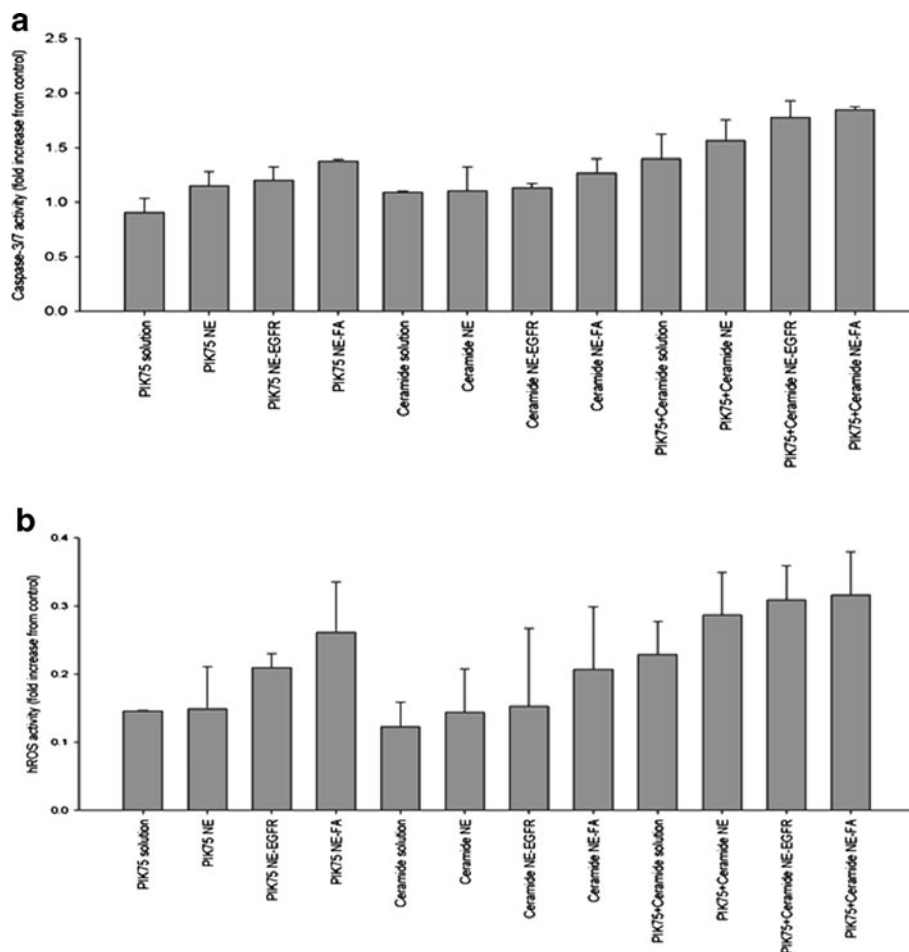 a
Caspase-3/7 activity (fold increase from control)
2.5
2.0
1.5
1.0
0.5
0.0
PIK75 solution
PIK75 NE
PIK75 NE-EGFR
PIK75 NE-FA
Ceramide solution
Ceramide NE
Ceramide NE-EGFR
Ceramide NE-FA
PIK75+Ceramide solution
PIK75+Ceramide NE
PIK75+Ceramide NE-EGFR
PIK75+Ceramide NE-FA
b
hROS activity (fold increase from control)
0.4
0.3
0.2
0.1
0.0
PIK75 solution
PIK75 NE
PIK75 NE-EGFR
PIK75 NE-FA
Ceramide solution
Ceramide NE
Ceramide NE-EGFR
Ceramide NE-FA
PIK75+Ceramide solution
PIK75+Ceramide NE
PIK75+Ceramide NE-EGFR
PIK75+Ceramide NE-FA